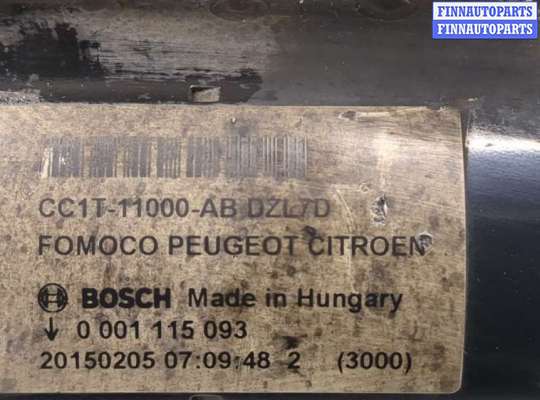 FINNAUTOPARTS
FINNAUTOPARTS
CC1T-11000-AB DZL7D
FOMOCO PEUGEOT CITROEN
BOSCH Made in Hungary
↓ 0 001 115 093
20150205 07:09:48 2 (3000)